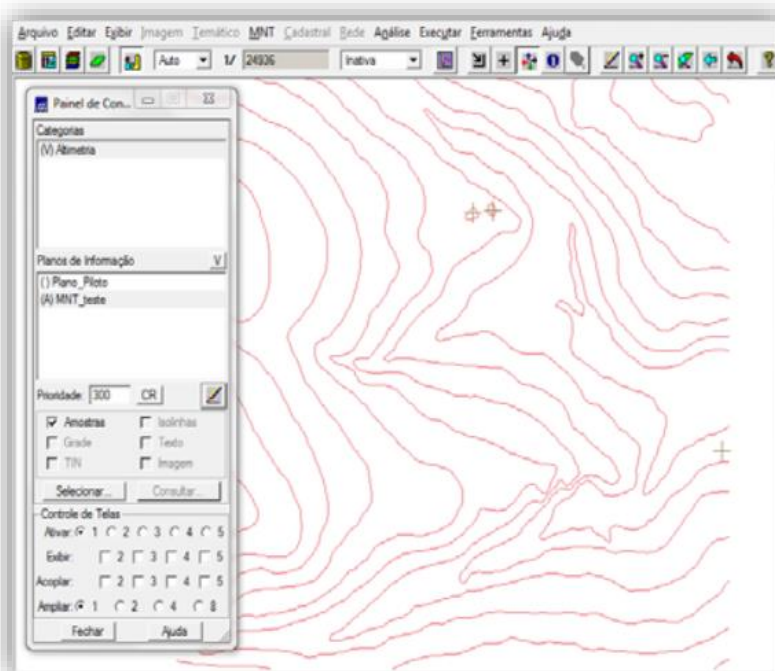 Arquivo Editar Exibir Imagem Temático MNT Cadastral Rede Análise Executar Ferramentas Ajuda
Auto 1/ 24936 Inativa
Painel de Con...
Categorias
(V) Altimetria
Planos de Informação V
( ) Plano_Piloto
(A) MNT_teste
Prioridade: 300 CR
Amostras Isolinhas
Grade Texto
TIN Imagem
Selecionar... Consultar...
Controle de Telas
Ativar: 1 2 3 4 5
Exibir: 2 3 4 5
Acoplar: 2 3 4 5
Ampliar: 1 2 4 8
Fechar Ajuda